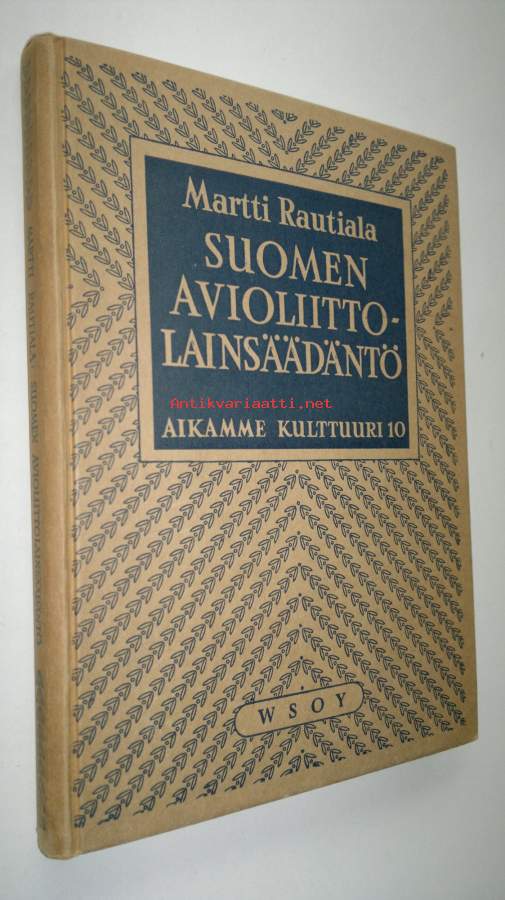 Martti Rautiala
SUOMEN
AVIOLIITTO-
LAINSÄÄDÄNTÖ
Antikvariaatti.net
AIKAMME KULTTUURI 10
WSOY
MARTTI RAUTIALA: SUOMEN AVIOLIITTOLAINSÄÄDÄNTÖ